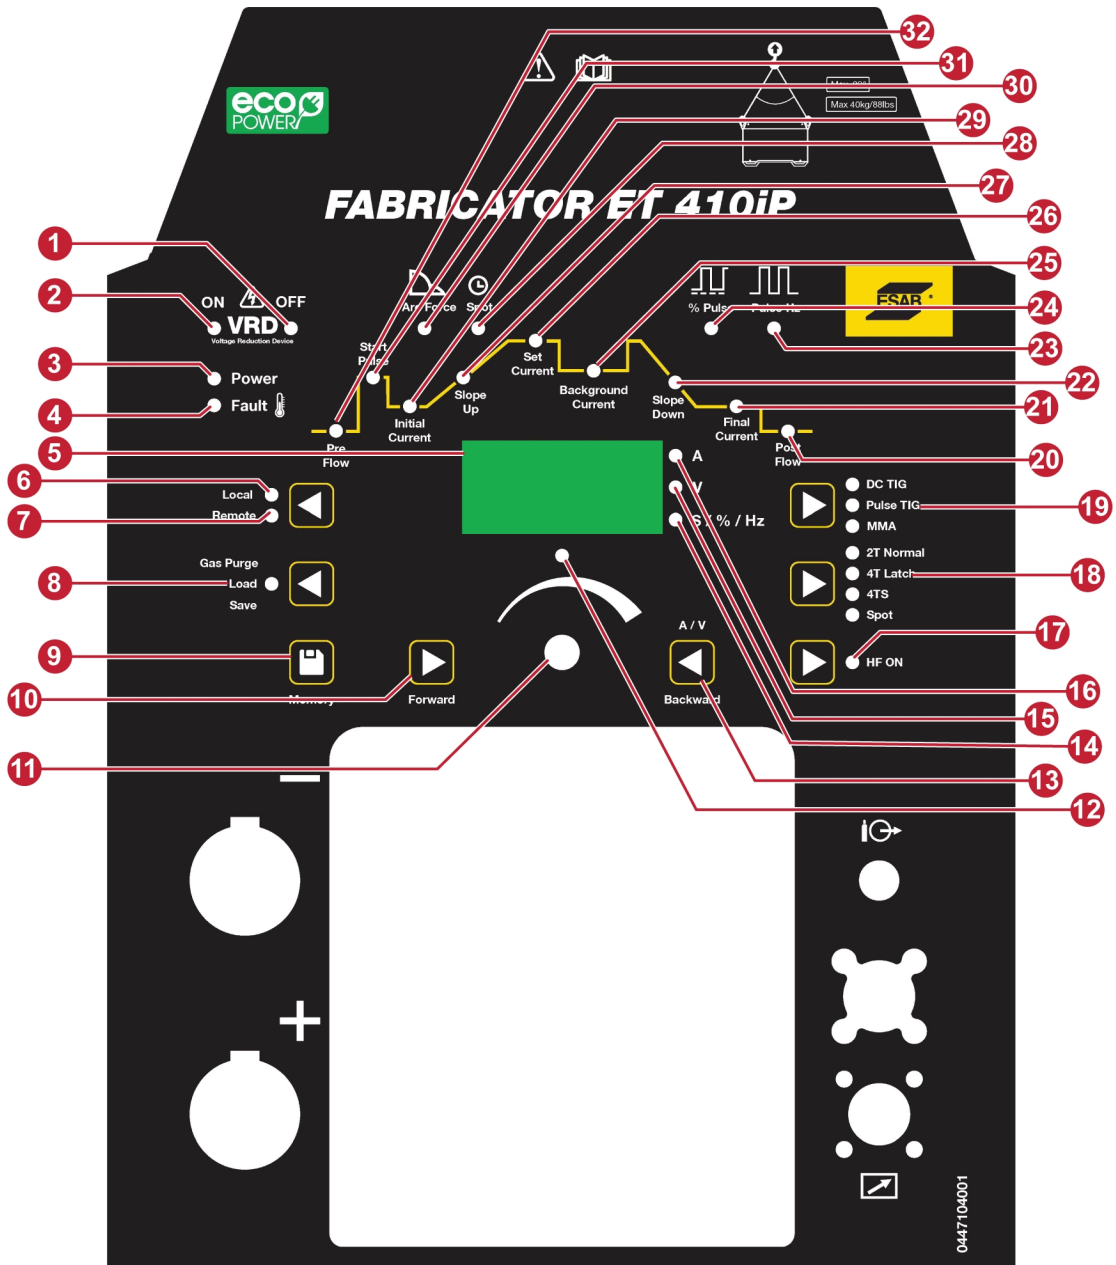 32
31
30
29
28
27
26
25
24
23
22
21
20
19
18
17
16
15
14
13
12
1
2
3
4
5
6
7
8
9
10
11
eco
POWER
Max 40kg/88lbs
FABRICATOR ET 410iP
ESAB
ON OFF
VRD
Voltage Reduction Device
Power
Fault
Arc Force
Spot
% Pulse
Pulse Hz
Start
Pulse
Pre
Flow
Initial
Current
Slope
Up
Set
Current
Background
Current
Slope
Down
Final
Current
Post
Flow
A
V
S / % / Hz
Local
Remote
Gas Purge
Load
Save
Memory
Forward
A / V
Backward
DC TIG
Pulse TIG
MMA
2T Normal
4T Latch
4TS
Spot
HF ON
−
+
0447104001